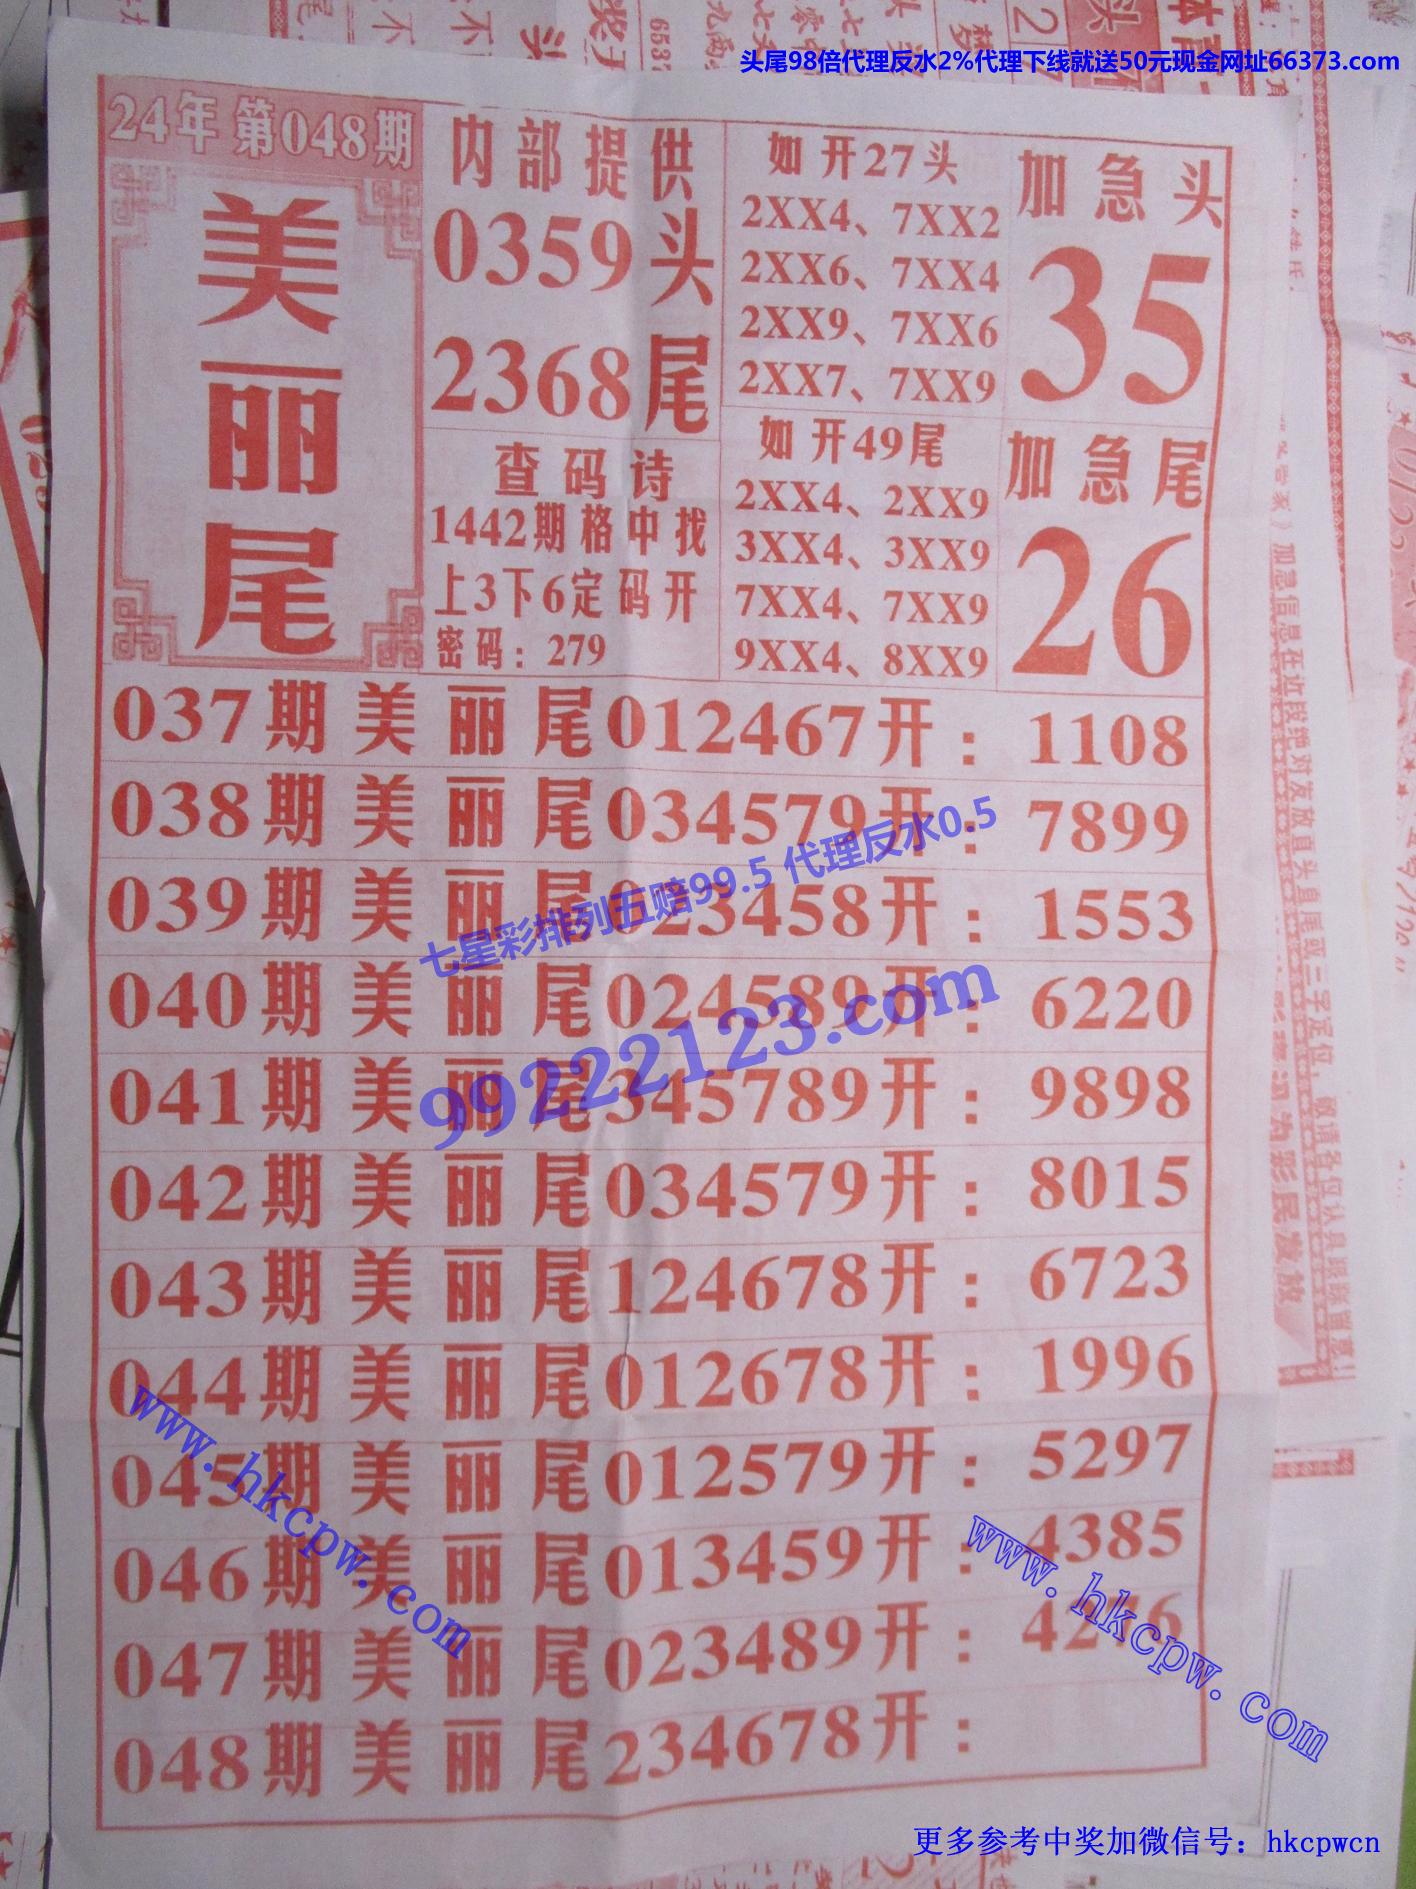 头尾98倍代理反水2%代理下线就送50元现金网址66373.com
24年 第048期
美丽尾
内部提供
0359头
2368尾
查码诗
1442期格中找
上3下6定码开
密码：279
如开27头
2XX4、7XX2
2XX6、7XX4
2XX9、7XX6
2XX7、7XX9
如开49尾
2XX4、2XX9
3XX4、3XX9
7XX4、7XX9
9XX4、8XX9
加急头
35
加急尾
26
037期美丽尾012467开：1108
038期美丽尾034579开：7899
039期美丽尾023458开：1553
040期美丽尾024589开：6220
041期美丽尾345789开：9898
042期美丽尾034579开：8015
043期美丽尾124678开：6723
044期美丽尾012678开：1996
045期美丽尾012579开：5297
046期美丽尾013459开：4385
047期美丽尾023489开：4276
048期美丽尾234678开：
七星彩排列五赔99.5 代理反水0.5
99222123.com
www.hkcpw.com
www.hkcpw.com
更多参考中奖加微信号：hkcpwcn